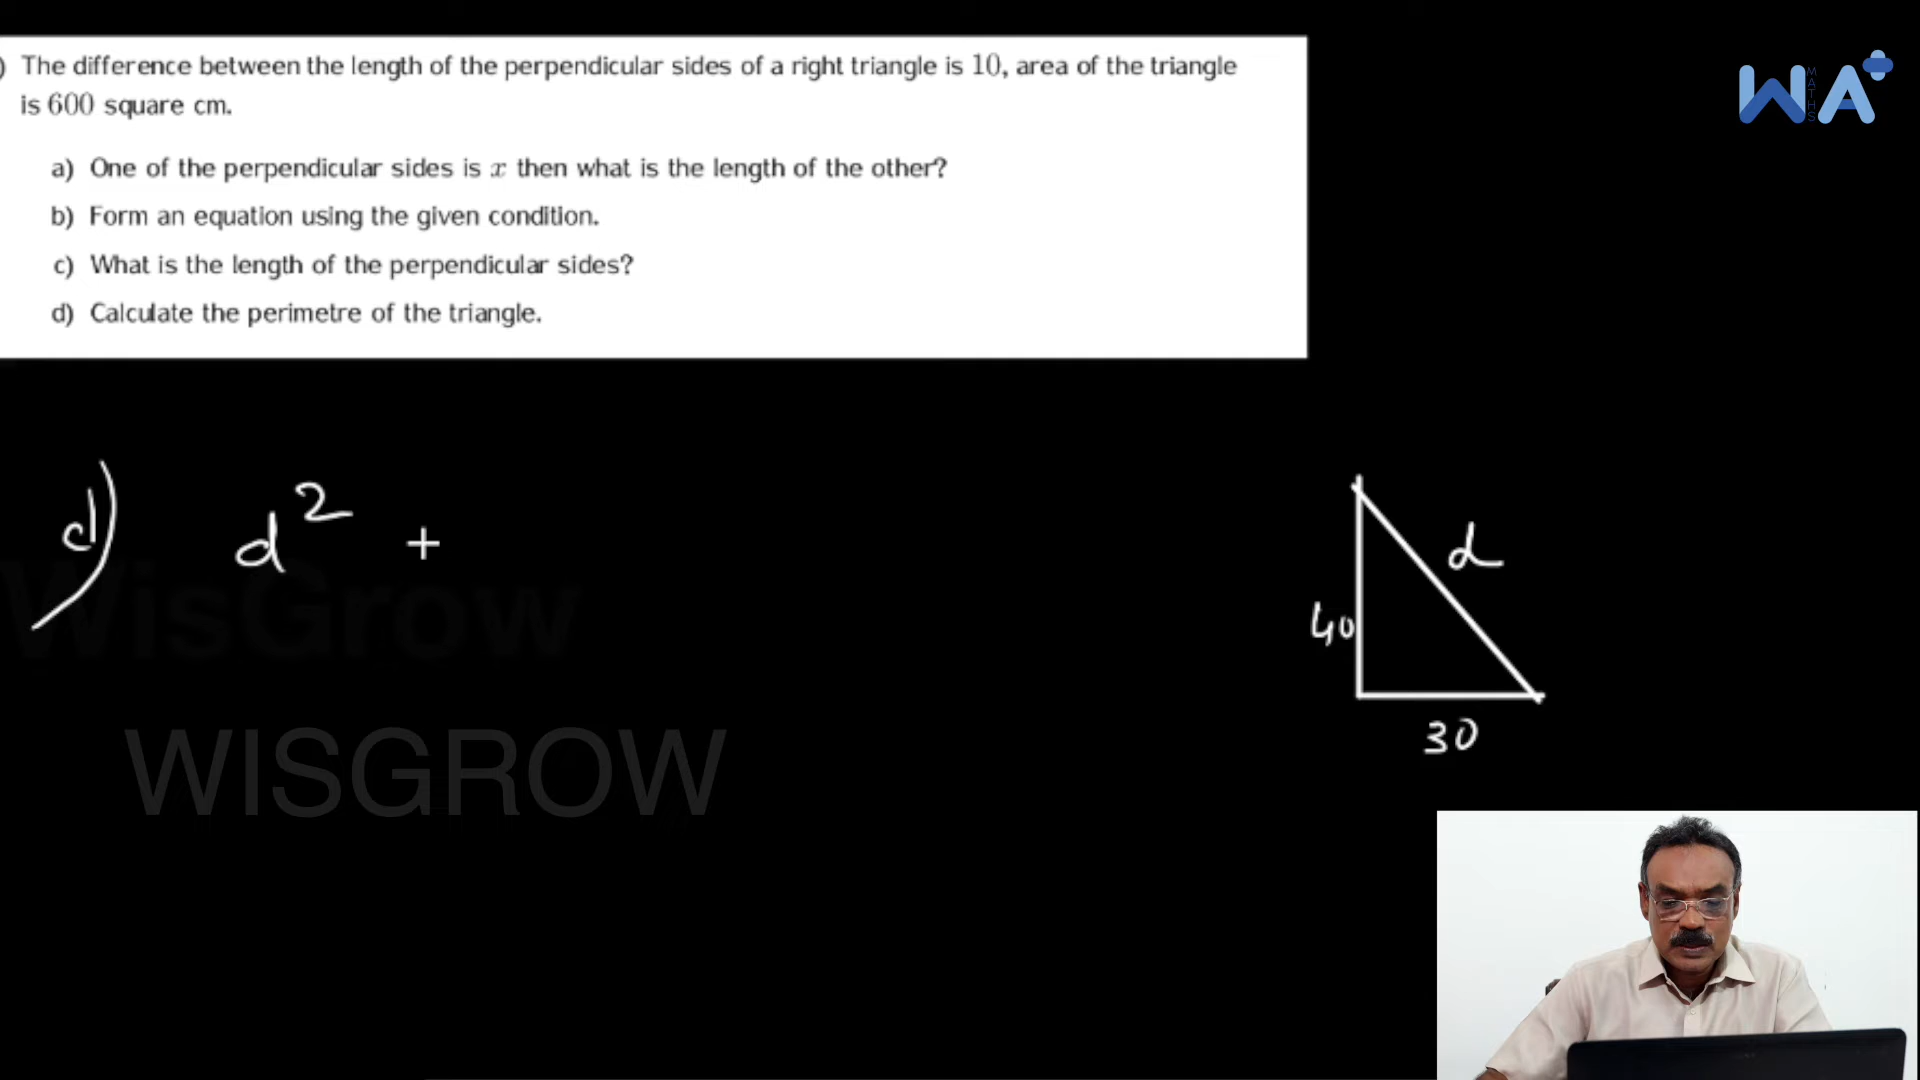 ) The difference between the length of the perpendicular sides of a right triangle is 10, area of the triangle
is 600 square cm.
a) One of the perpendicular sides is x then what is the length of the other?
b) Form an equation using the given condition.
c) What is the length of the perpendicular sides?
d) Calculate the perimetre of the triangle.
WA+
MATHS
d) d² +
d
40
30
WisGrow
WISGROW